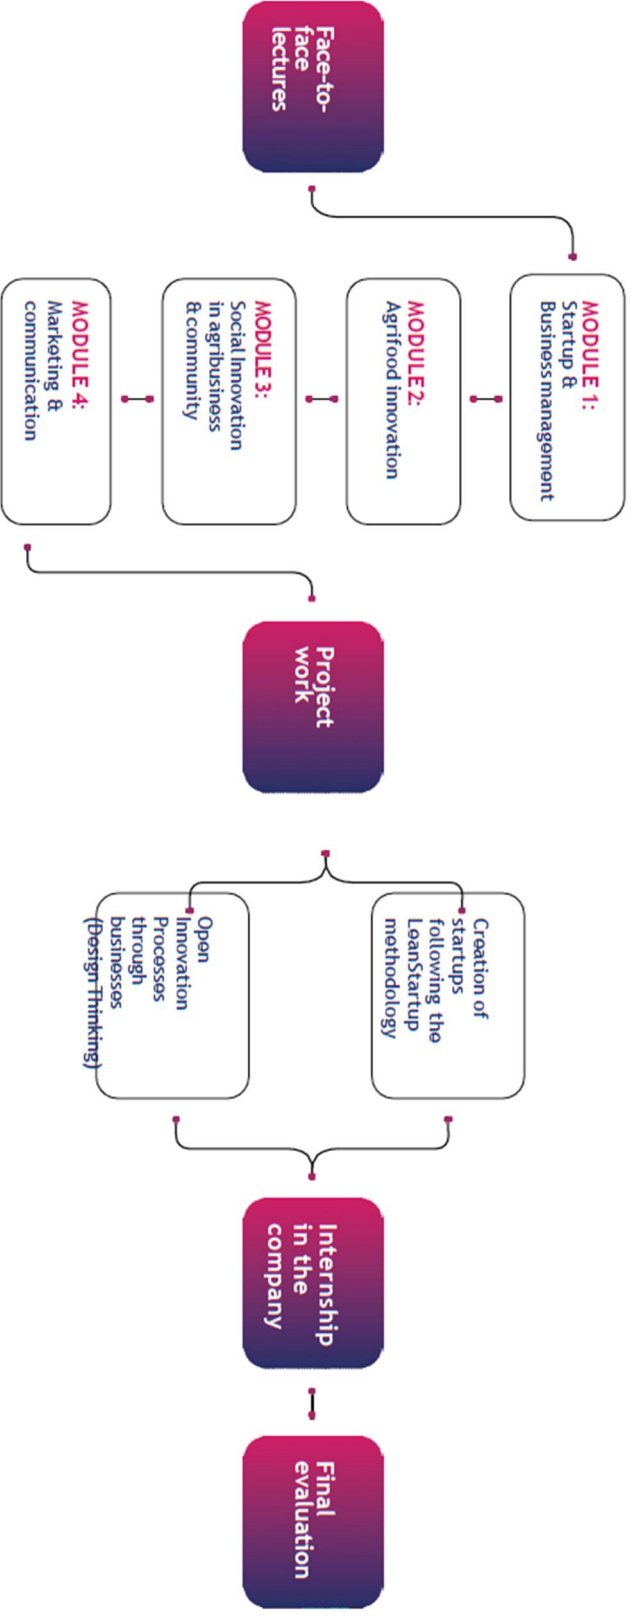 Face-to-
face
lectures
MODULE 1:
Startup &
Business management
MODULE 2:
Agrifood innovation
MODULE 3:
Social Innovation
in agribusiness
& community
MODULE 4:
Marketing &
communication
Project
work
Creation of
startups
following the
LeanStartup
methodology
Open
Innovation
Processes
through
businesses
(Design Thinking)
Internship
in the
company
Final
evaluation